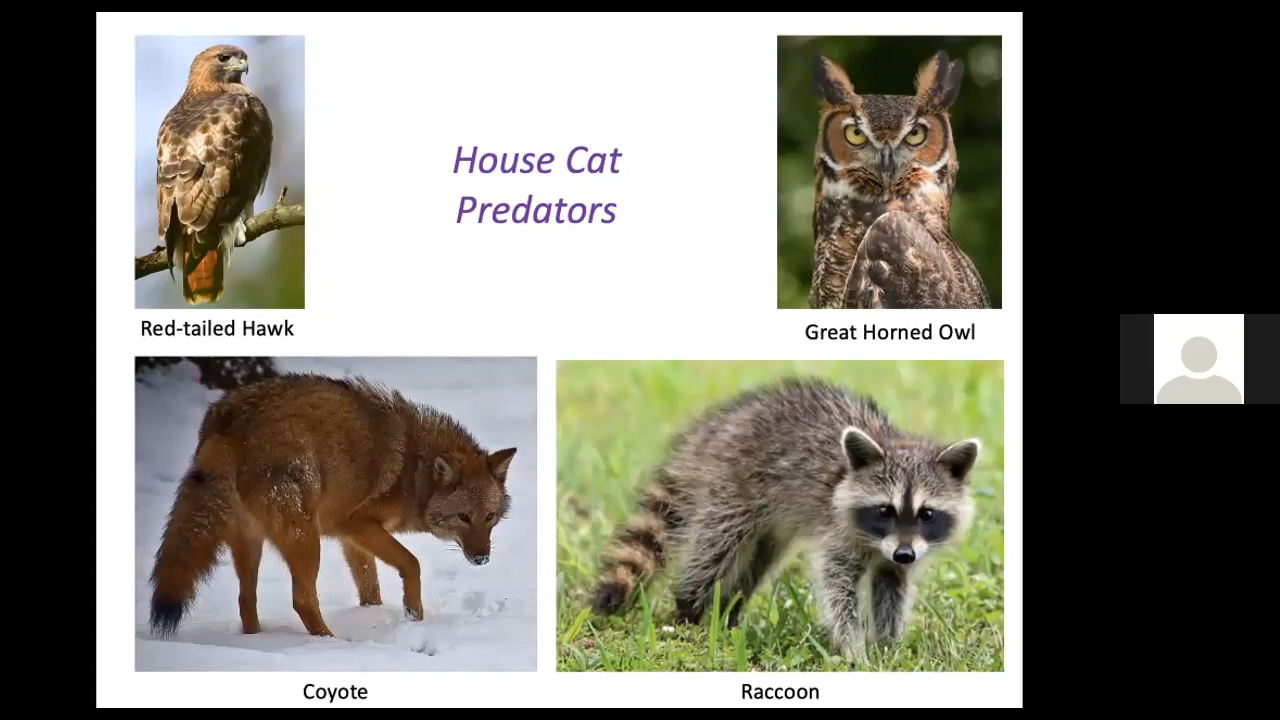 House Cat
Predators
Red-tailed Hawk
Great Horned Owl
Coyote
Raccoon